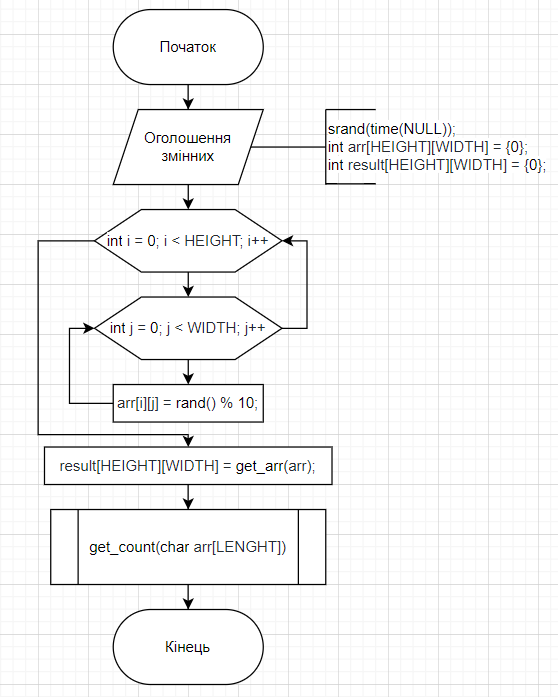 Початок
Оголошення
змінних
srand(time(NULL));
int arr[HEIGHT][WIDTH] = {0};
int result[HEIGHT][WIDTH] = {0};
int i = 0; i < HEIGHT; i++
int j = 0; j < WIDTH; j++
arr[i][j] = rand() % 10;
result[HEIGHT][WIDTH] = get_arr(arr);
get_count(char arr[LENGHT])
Кінець